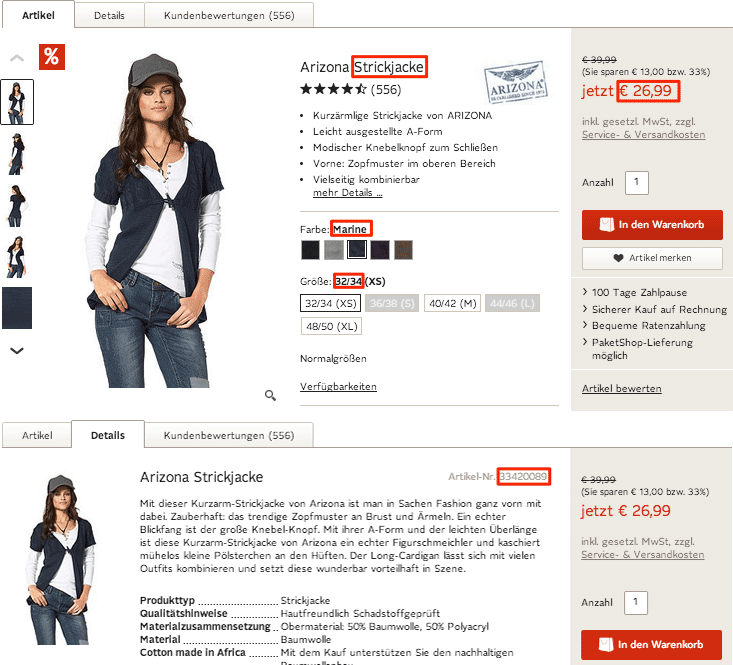 Artikel
Details
Kundenbewertungen (556)
%
Arizona Strickjacke
(556)
ARIZONA
ESTABLISHED SINCE 1973
Kurzärmlige Strickjacke von ARIZONA
Leicht ausgestellte A-Form
Modischer Knebelknopf zum Schließen
Vorne: Zopfmuster im oberen Bereich
Vielseitig kombinierbar
mehr Details ...
Farbe: Marine
Größe: 32/34 (XS)
32/34 (XS)
36/38 (S)
40/42 (M)
44/46 (L)
48/50 (XL)
Normalgrößen
Verfügbarkeiten
€ 39,99
(Sie sparen € 13,00 bzw. 33%)
jetzt € 26,99
inkl. gesetzl. MwSt, zzgl.
Service- & Versandkosten
Anzahl 1
In den Warenkorb
Artikel merken
100 Tage Zahlpause
Sicherer Kauf auf Rechnung
Bequeme Ratenzahlung
PaketShop-Lieferung
möglich
Artikel bewerten
Artikel
Details
Kundenbewertungen (556)
Arizona Strickjacke
Artikel-Nr. 33420089
Mit dieser Kurzarm-Strickjacke von Arizona ist man in Sachen Fashion ganz vorn mit
dabei. Zauberhaft: das trendige Zopfmuster an Brust und Ärmeln. Ein echter
Blickfang ist der große Knebel-Knopf. Mit ihrer A-Form und der leichten Überlänge
ist diese Kurzarm-Strickjacke von Arizona ein echter Figurschmeichler und kaschiert
mühelos kleine Pölsterchen an den Hüften. Der Long-Cardigan lässt sich mit vielen
Outfits kombinieren und setzt diese wunderbar vorteilhaft in Szene.
Produkttyp ........................ Strickjacke
Qualitätshinweise .............. Hautfreundlich Schadstoffgeprüft
Materialzusammensetzung .. Obermaterial: 50% Baumwolle, 50% Polyacryl
Material ............................ Baumwolle
Cotton made in Africa ......... Mit dem Kauf unterstützen Sie den nachhaltigen
Baumwollanbau
€ 39,99
(Sie sparen € 13,00 bzw. 33%)
jetzt € 26,99
inkl. gesetzl. MwSt, zzgl.
Service- & Versandkosten
Anzahl 1
In den Warenkorb